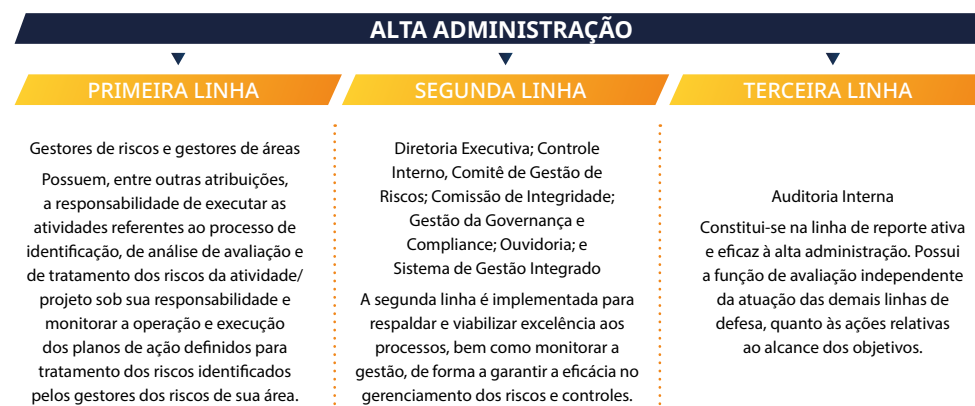 ALTA ADMINISTRAÇÃO
PRIMEIRA LINHA
Gestores de riscos e gestores de áreas
Possuem, entre outras atribuições,
a responsabilidade de executar as
atividades referentes ao processo de
identificação, de análise de avaliação e
de tratamento dos riscos da atividade/
projeto sob sua responsabilidade e
monitorar a operação e execução
dos planos de ação definidos para
tratamento dos riscos identificados
pelos gestores dos riscos de sua área.
SEGUNDA LINHA
Diretoria Executiva; Controle
Interno, Comitê de Gestão de
Riscos; Comissão de Integridade;
Gestão da Governança e
Compliance; Ouvidoria; e
Sistema de Gestão Integrado
A segunda linha é implementada para
respaldar e viabilizar excelência aos
processos, bem como monitorar a
gestão, de forma a garantir a eficácia no
gerenciamento dos riscos e controles.
TERCEIRA LINHA
Auditoria Interna
Constitui-se na linha de reporte ativa
e eficaz à alta administração. Possui
a função de avaliação independente
da atuação das demais linhas de
defesa, quanto às ações relativas
ao alcance dos objetivos.